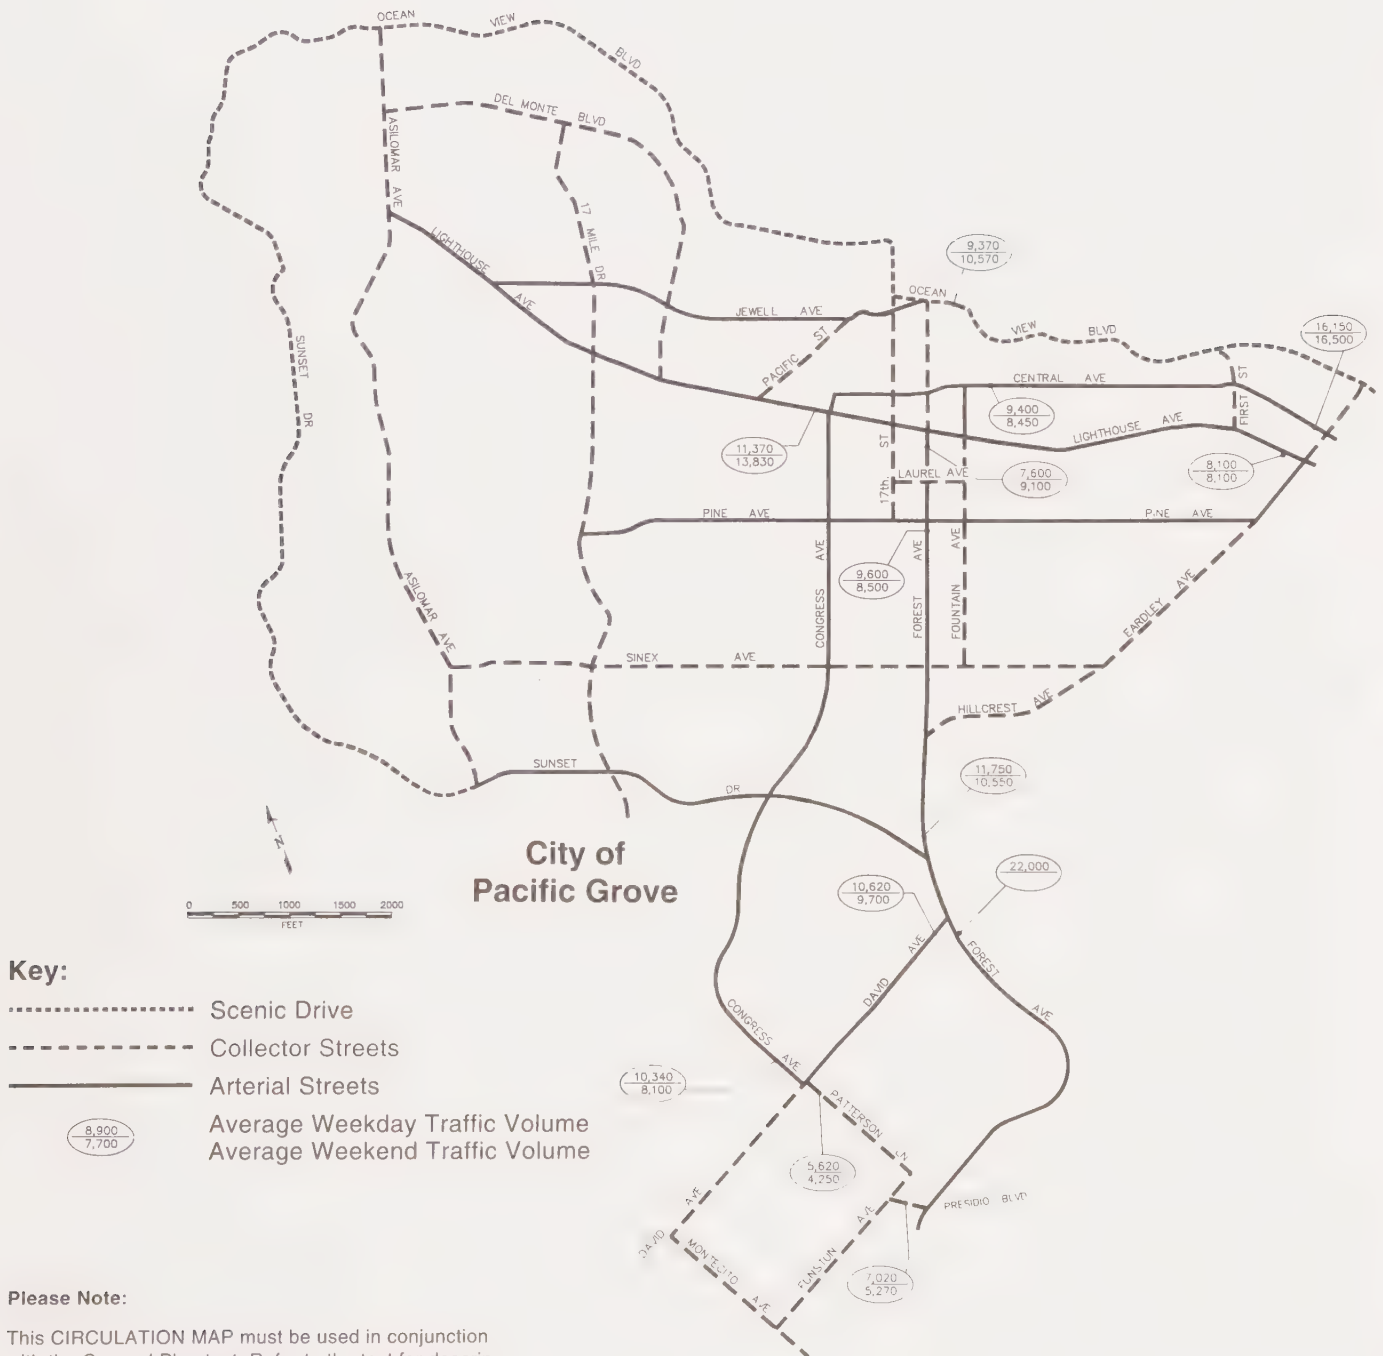 OCEAN VIEW BLVD
DEL MONTE BLVD
ASILOMAR AVE
17 MILE DR
LIGHTHOUSE AVE
9,370
10,570
OCEAN VIEW BLVD
JEWELL AVE
PACIFIC ST
16,150
16,500
SUNSET DR
CENTRAL AVE
FIRST ST
9,400
8,450
LIGHTHOUSE AVE
11,370
13,830
17th. ST
LAUREL AVE
7,600
9,100
8,100
8,100
PINE AVE
PINE AVE
9,600
8,500
CONGRESS AVE
FOREST AVE
FOUNTAIN AVE
EARDLEY AVE
ASILOMAR AVE
SINEX AVE
HILLCREST AVE
SUNSET DR
11,750
10,550
N
City of
Pacific Grove
22,000
10,620
9,700
0 500 1000 1500 2000
FEET
DAVID AVE
FOREST AVE
CONGRESS AVE
Key:
Scenic Drive
Collector Streets
Arterial Streets
8,900
7,700
Average Weekday Traffic Volume
Average Weekend Traffic Volume
10,340
8,100
PATTERSON LN
5,620
4,250
PRESIDIO BLVD
DAVID AVE
MONTECITO AVE
FUNSTON AVE
7,020
5,270
Please Note:
This CIRCULATION MAP must be used in conjunction